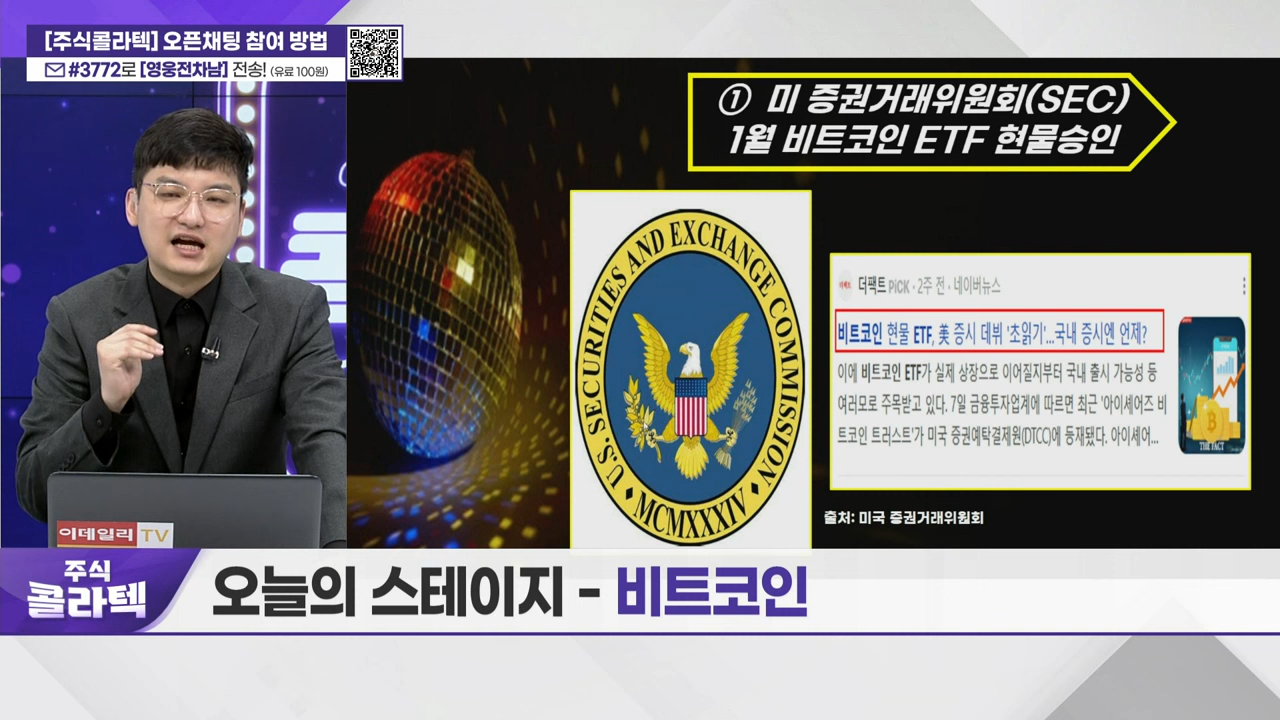 [주식콜라텍] 오픈채팅 참여 방법
#3772로 [영웅전차남] 전송! (유료 100원)
① 미 증권거래위원회(SEC)
1월 비트코인 ETF 현물승인
U.S. SECURITIES AND EXCHANGE COMMISSION
MCMXXXIV
더팩트 PiCK · 2주 전 · 네이버뉴스
비트코인 현물 ETF, 美 증시 데뷔 '초읽기'...국내 증시엔 언제?
이에 비트코인 ETF가 실제 상장으로 이어질지부터 국내 출시 가능성 등
여러모로 주목받고 있다. 7일 금융투자업계에 따르면 최근 '아이셰어즈 비
트코인 트러스트'가 미국 증권예탁결제원(DTCC)에 등재됐다. 아이셰어...
THE FACT
출처: 미국 증권거래위원회
이데일리 TV
주식
콜라텍
오늘의 스테이지 - 비트코인